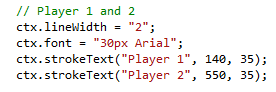 // Player 1 and 2
ctx.lineWidth = "2";
ctx.font = "30px Arial";
ctx.strokeText("Player 1", 140, 35);
ctx.strokeText("Player 2", 550, 35);